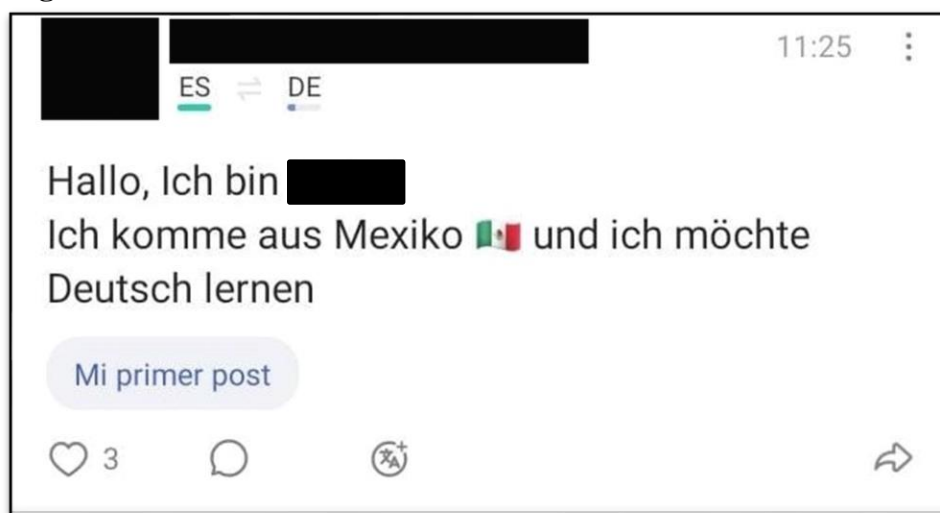 11:25
ES DE
Hallo, Ich bin
Ich komme aus Mexiko 🇲🇽 und ich möchte
Deutsch lernen
Mi primer post
3